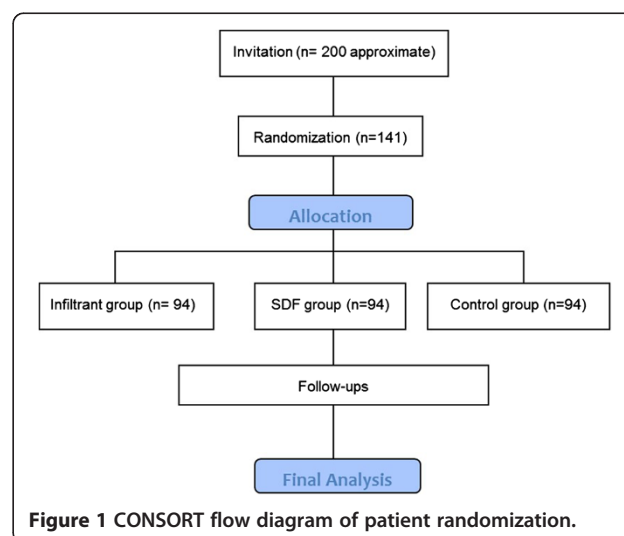 Invitation (n= 200 approximate)
Randomization (n=141)
Allocation
Infiltrant group (n= 94)
SDF group (n=94)
Control group (n=94)
Follow-ups
Final Analysis
Figure 1 CONSORT flow diagram of patient randomization.